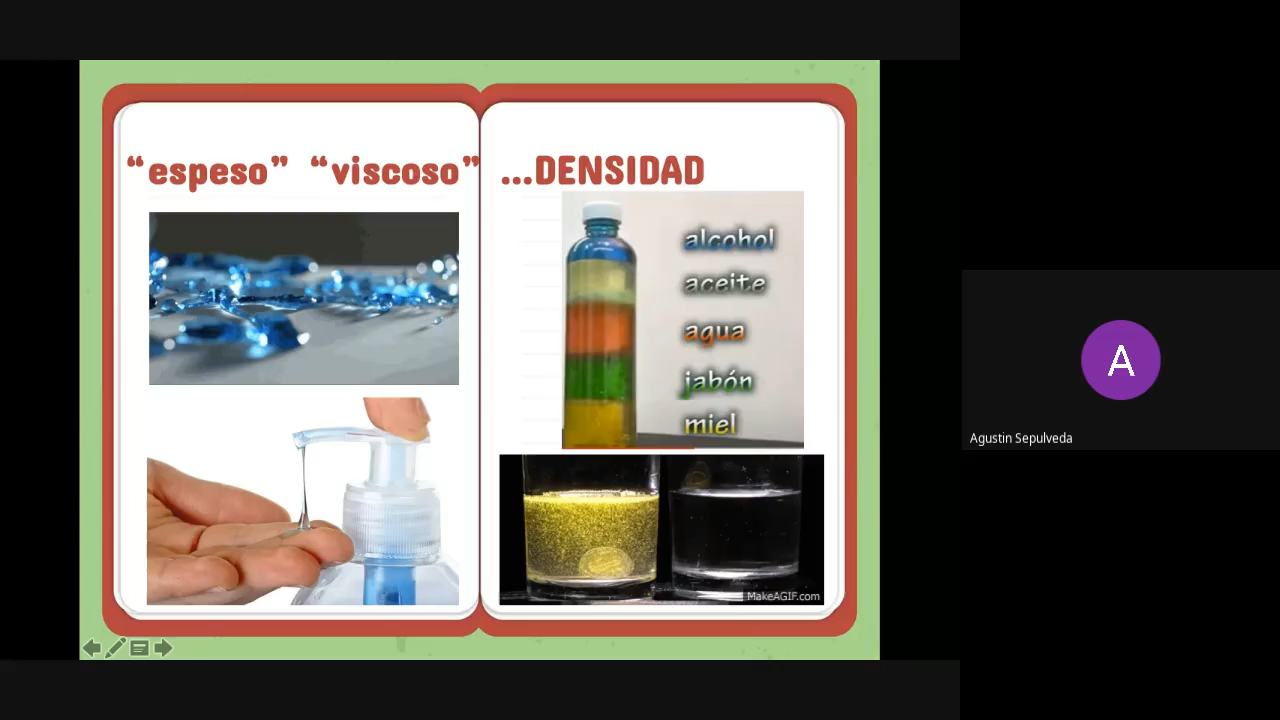 “espeso” “viscoso”
...DENSIDAD
alcohol
aceite
agua
jabón
miel
MakeAGIF.com
A
Agustin Sepulveda